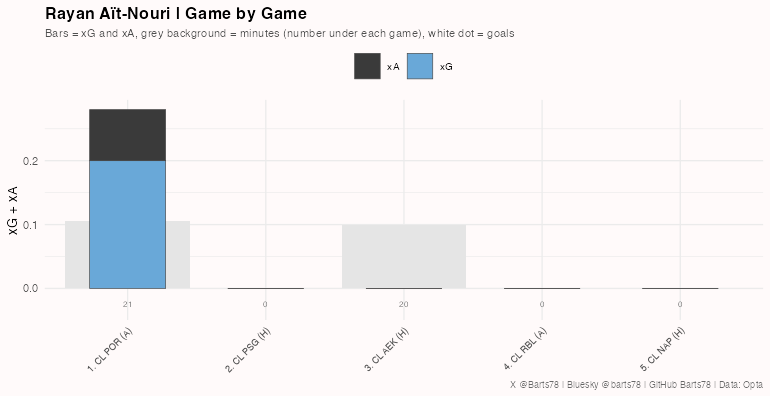 Rayan Aït-Nouri | Game by Game
Bars = xG and xA, grey background = minutes (number under each game), white dot = goals
xA xG
XG + XA
0.2
0.1
0.0
21 0 20 0 0
1. CL POR (A) 2. CL PSG (H) 3. CL AEK (H) 4. CL RBL (A) 5. CL NAP (H)
X @Barts78 | Bluesky @barts78 | GitHub Barts78 | Data: Opta